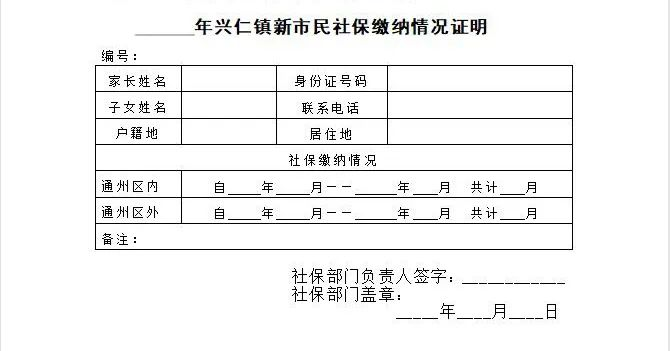 ______年兴仁镇新市民社保缴纳情况证明
编号：
家长姓名 身份证号码
子女姓名 联系电话
户籍地 居住地
社保缴纳情况
通州区内 自____年____月－－_____年___月 共计___月
通州区外 自____年____月－－_____年___月 共计___月
备注：
社保部门负责人签字：____________
社保部门盖章：
_____年_____月____日